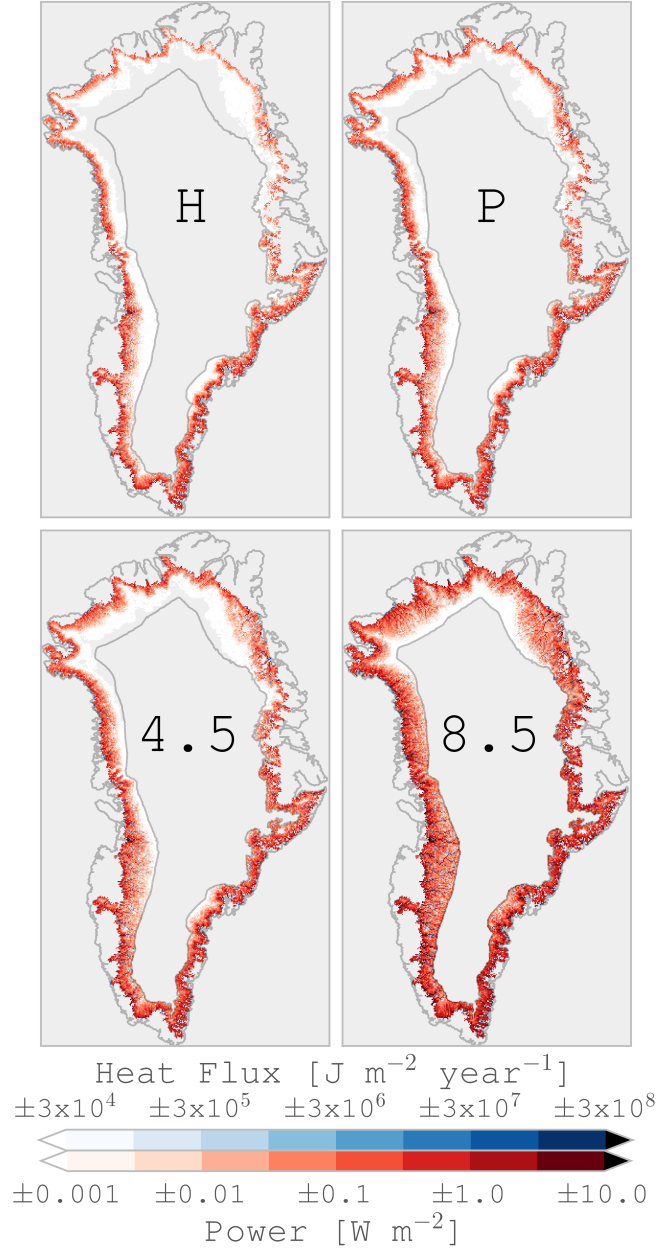 H
P
4.5
8.5
Heat Flux [J m⁻² year⁻¹]
±3x10⁴ ±3x10⁵ ±3x10⁶ ±3x10⁷ ±3x10⁸
±0.001 ±0.01 ±0.1 ±1.0 ±10.0
Power [W m⁻²]